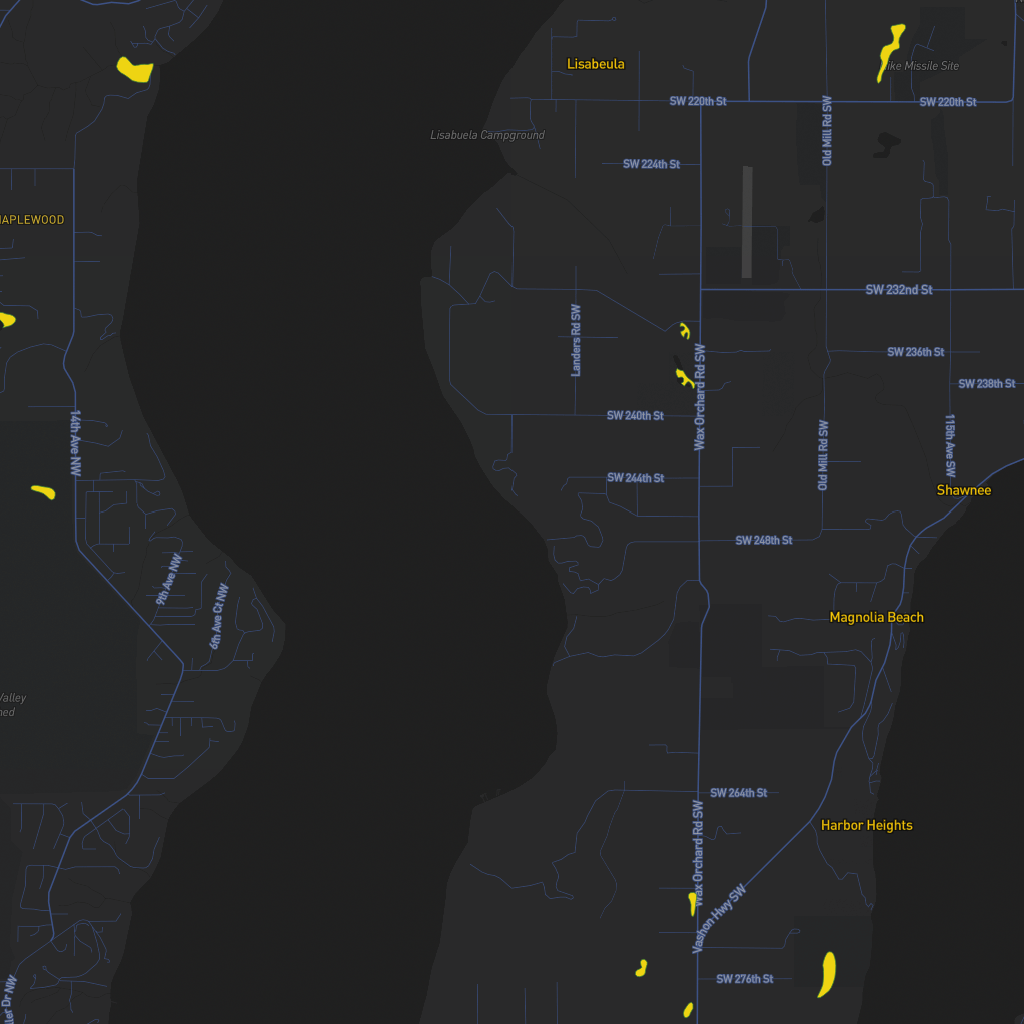 Lisabeula
ike Missile Site
SW 220th St
SW 220th St
Old Mill Rd SW
Lisabuela Campground
SW 224th St
APLEWOOD
SW 232nd St
Landers Rd SW
SW 236th St
Wax Orchard Rd SW
SW 238th St
SW 240th St
14th Ave NW
Old Mill Rd SW
115th Ave SW
SW 244th St
Shawnee
SW 248th St
9th Ave NW
6th Ave Ct NW
Magnolia Beach
Valley
ned
SW 264th St
Harbor Heights
Wax Orchard Rd SW
Vashon Hwy SW
SW 276th St
ller Dr NW